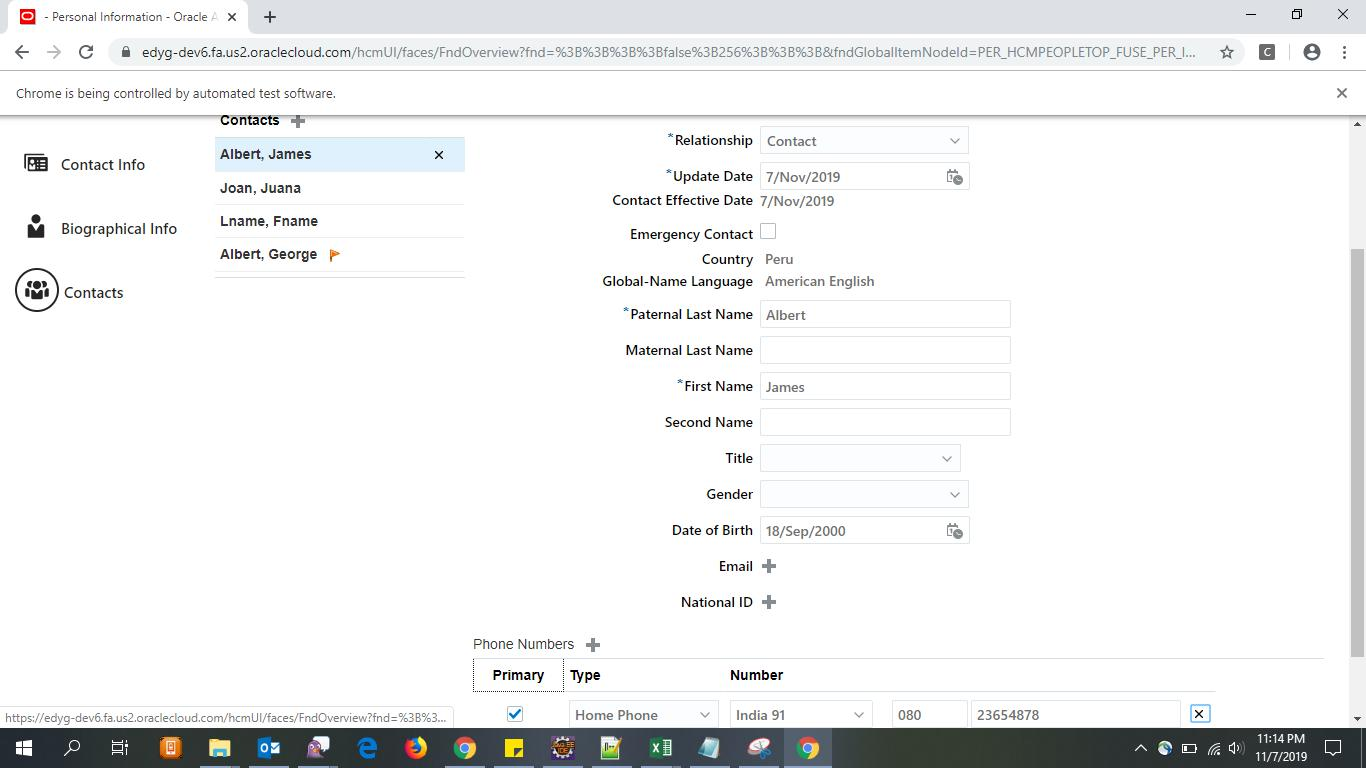 - Personal Information - Oracle A
edyg-dev6.fa.us2.oraclecloud.com/hcmUI/faces/FndOverview?fnd=%3B%3B%3B%3Bfalse%3B256%3B%3B%3B&fndGlobalItemNodeId=PER_HCMPEOPLETOP_FUSE_PER_I...
C
Chrome is being controlled by automated test software.
Contact Info
Biographical Info
Contacts
Contacts
Albert, James
Joan, Juana
Lname, Fname
Albert, George
*Relationship Contact
*Update Date 7/Nov/2019
Contact Effective Date 7/Nov/2019
Emergency Contact
Country Peru
Global-Name Language American English
*Paternal Last Name Albert
Maternal Last Name
*First Name James
Second Name
Title
Gender
Date of Birth 18/Sep/2000
Email
National ID
Phone Numbers
Primary Type Number
Home Phone India 91 080 23654878
https://edyg-dev6.fa.us2.oraclecloud.com/hcmUI/faces/FndOverview?fnd=%3B%3...
11:14 PM
11/7/2019